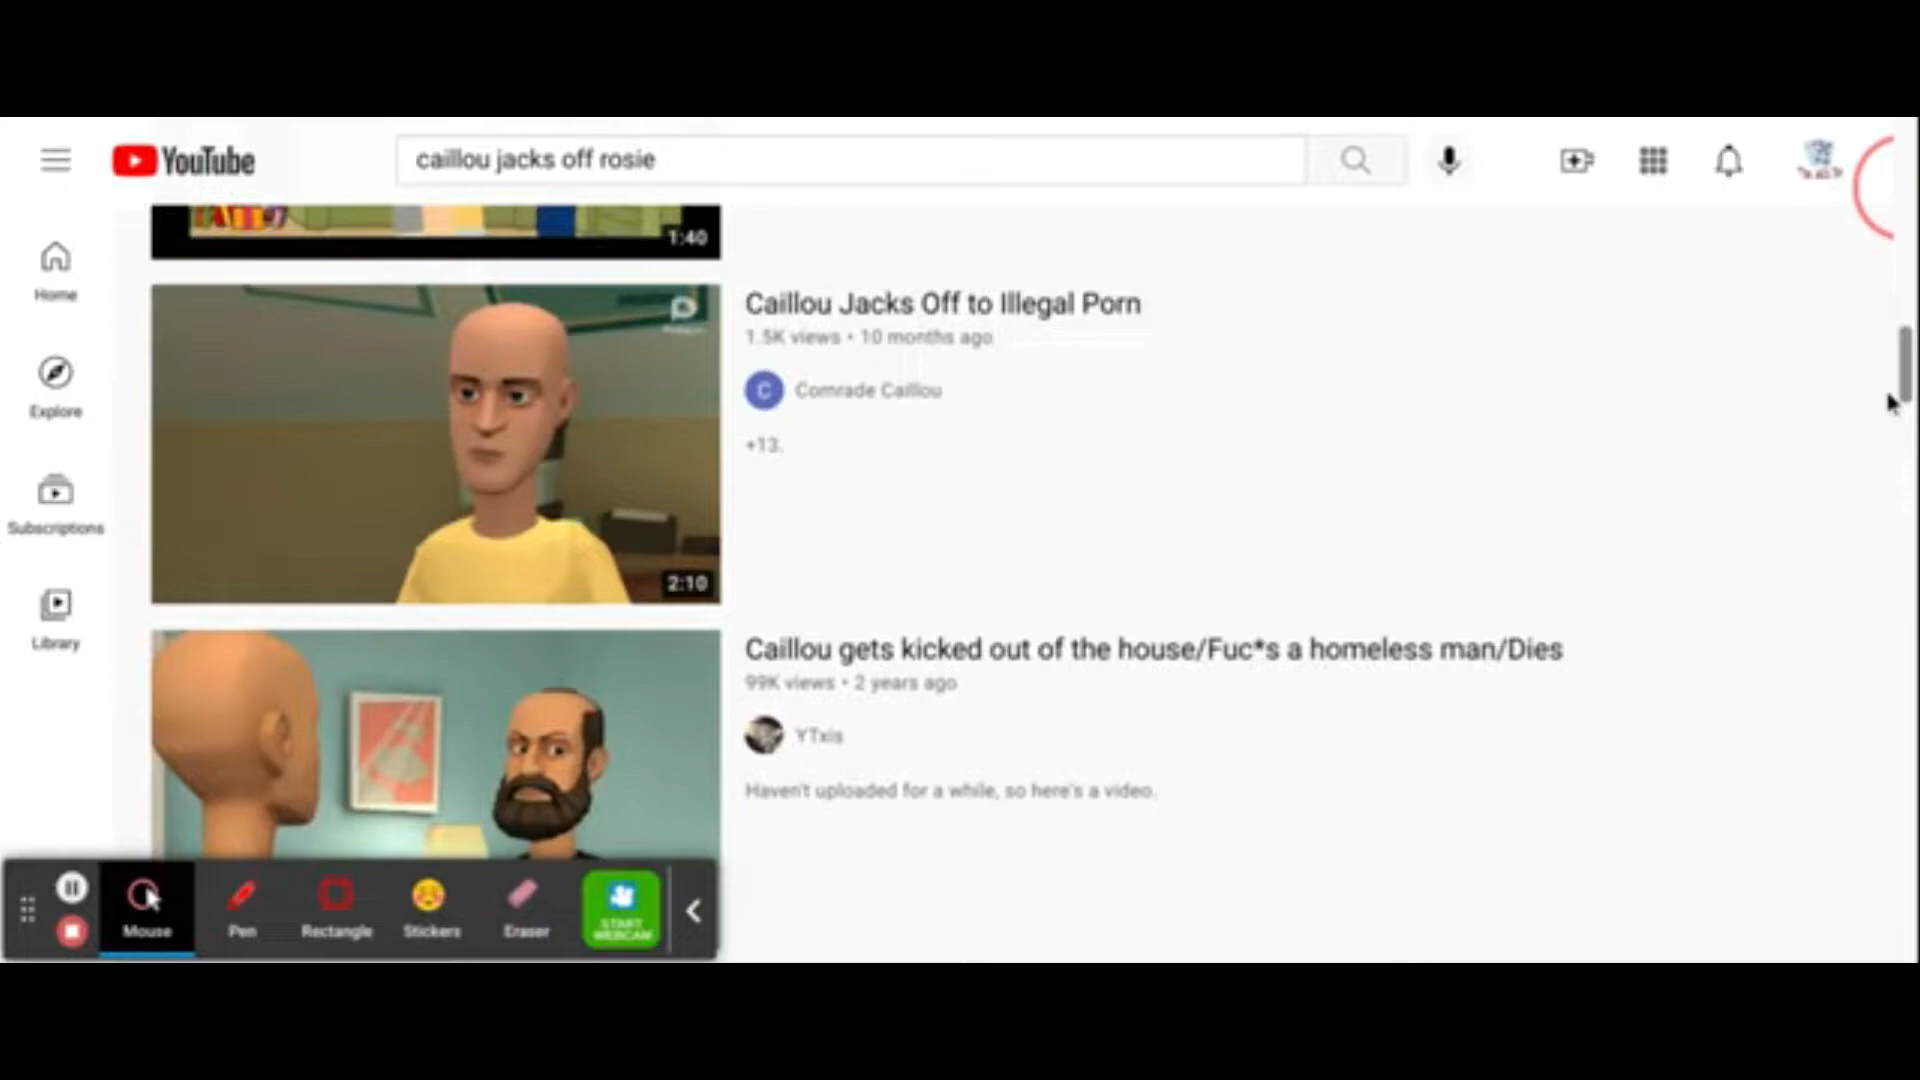 YouTube
caillou jacks off rosie
Home
Explore
Subscriptions
Library
1:40
Caillou Jacks Off to Illegal Porn
1.5K views • 10 months ago
C
Comrade Caillou
+13.
2:10
Caillou gets kicked out of the house/Fuc*s a homeless man/Dies
99K views • 2 years ago
YTxis
Haven't uploaded for a while, so here's a video.
Mouse
Pen
Rectangle
Stickers
Eraser
START
WEBCAM